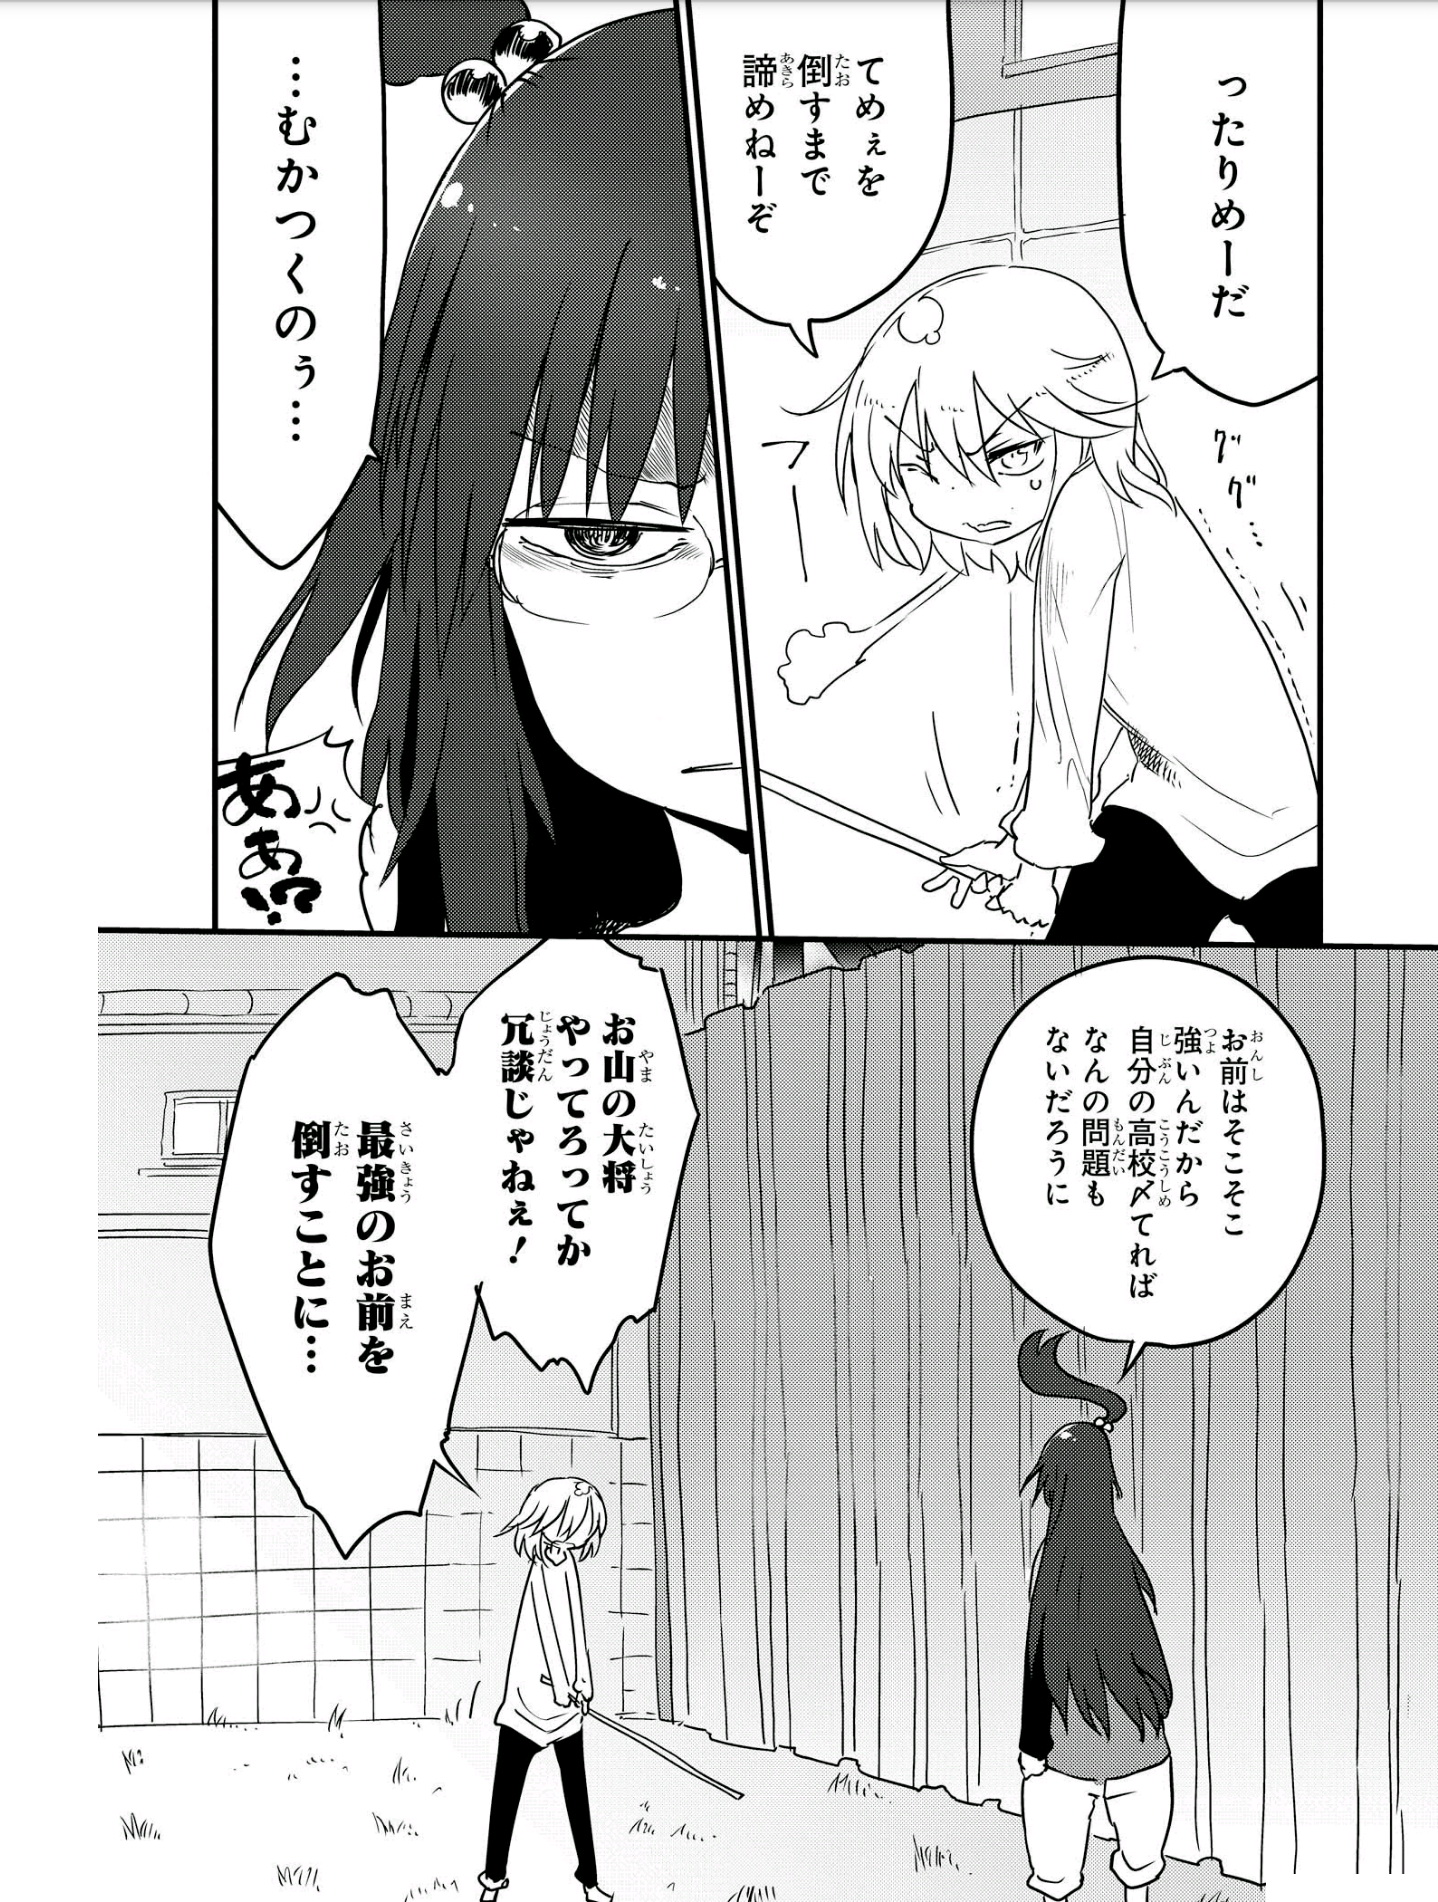 ったりめーだ
てめぇを
倒すまで
諦めねーぞ
グ
グ…
フーー
…むかつくのぅ…
あぁあ!?
お前はそこそこ
強いんだから
自分の高校〆てれば
なんの問題も
ないだろうに
お山の大将
やってろってか
冗談じゃねぇ!
最強のお前を
倒すことに…